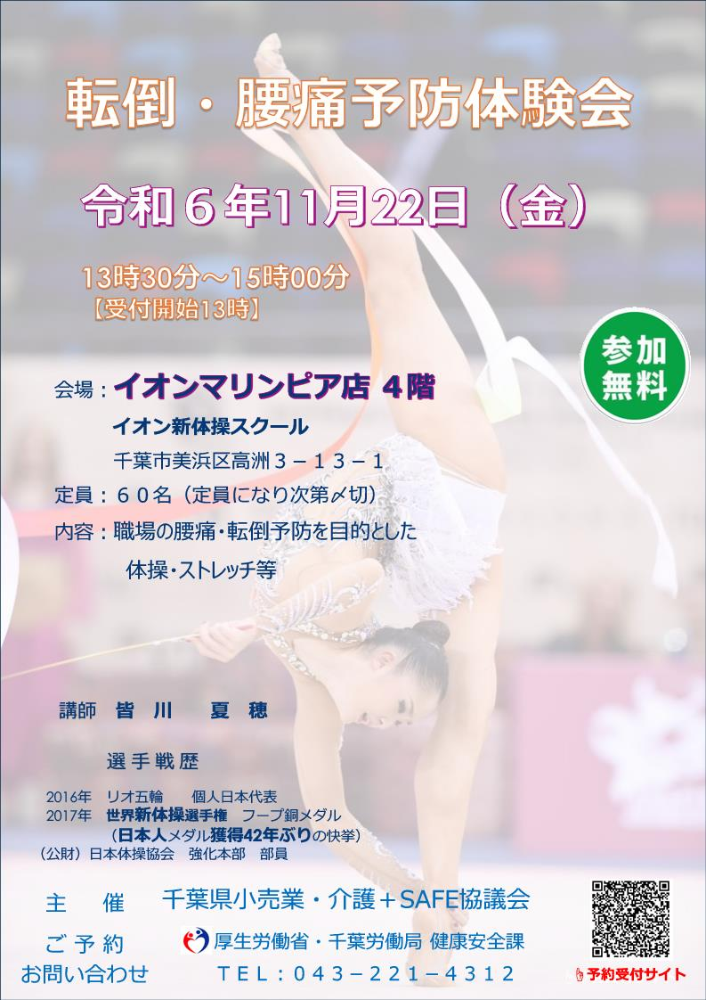 転倒・腰痛予防体験会
令和６年11月22日（金）
13時30分～15時00分
【受付開始13時】
参加
無料
会場：イオンマリンピア店 ４階
イオン新体操スクール
千葉市美浜区高洲３－１３－１
定員：６０名（定員になり次第〆切）
内容：職場の腰痛・転倒予防を目的とした
体操・ストレッチ等
講師　皆　川　　夏　穂
選手戦歴
2016年　リオ五輪　　個人日本代表
2017年　世界新体操選手権　フープ銅メダル
（日本人メダル獲得42年ぶりの快挙）
（公財）日本体操協会　強化本部　部員
主　催　千葉県小売業・介護＋SAFE協議会
ご予約　厚生労働省・千葉労働局 健康安全課
お問い合わせ　ＴＥＬ：０４３－２２１－４３１２
☝予約受付サイト